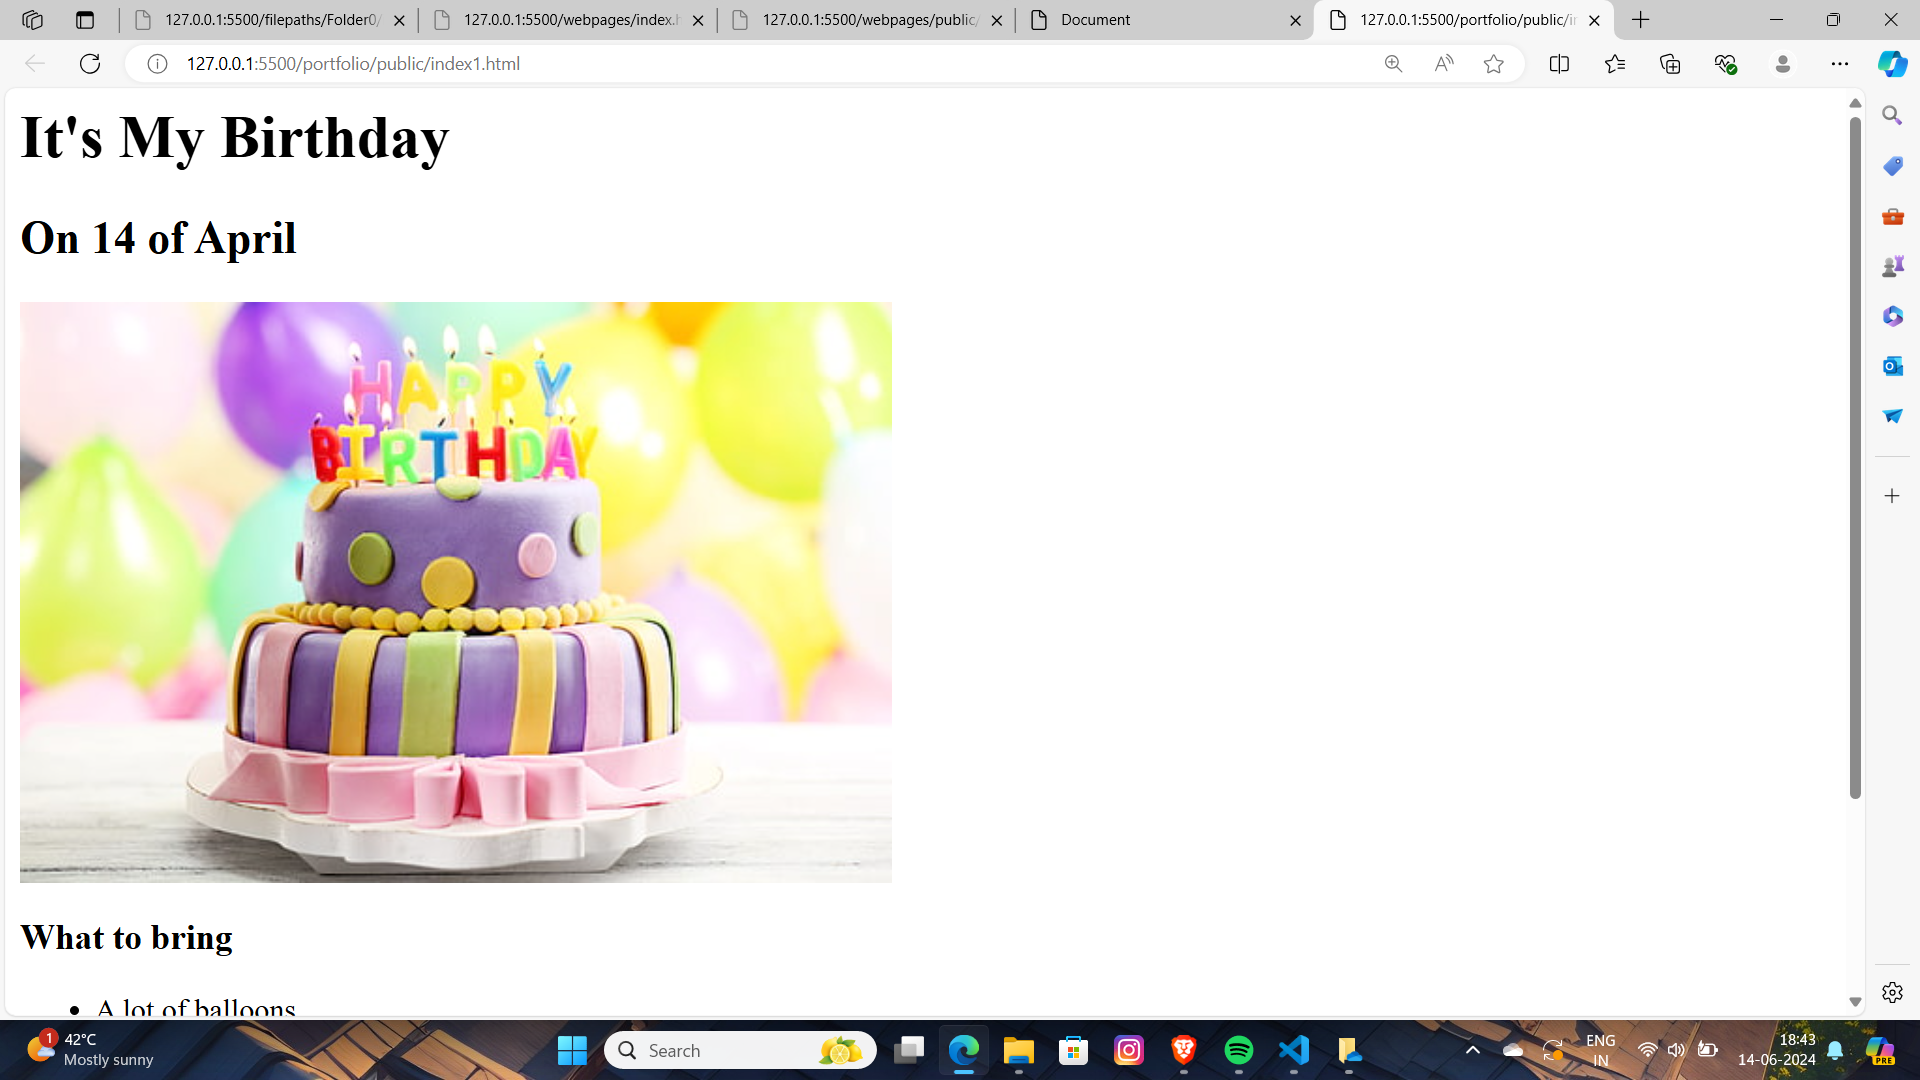 127.0.0.1:5500/filepaths/Folder0/
127.0.0.1:5500/webpages/index.h
127.0.0.1:5500/webpages/public/
Document
127.0.0.1:5500/portfolio/public/in
127.0.0.1:5500/portfolio/public/index1.html
It's My Birthday
On 14 of April
HAPPY
BIRTHDAY
What to bring
A lot of balloons
1
42°C
Mostly sunny
Search
PRE
ENG
IN
18:43
14-06-2024